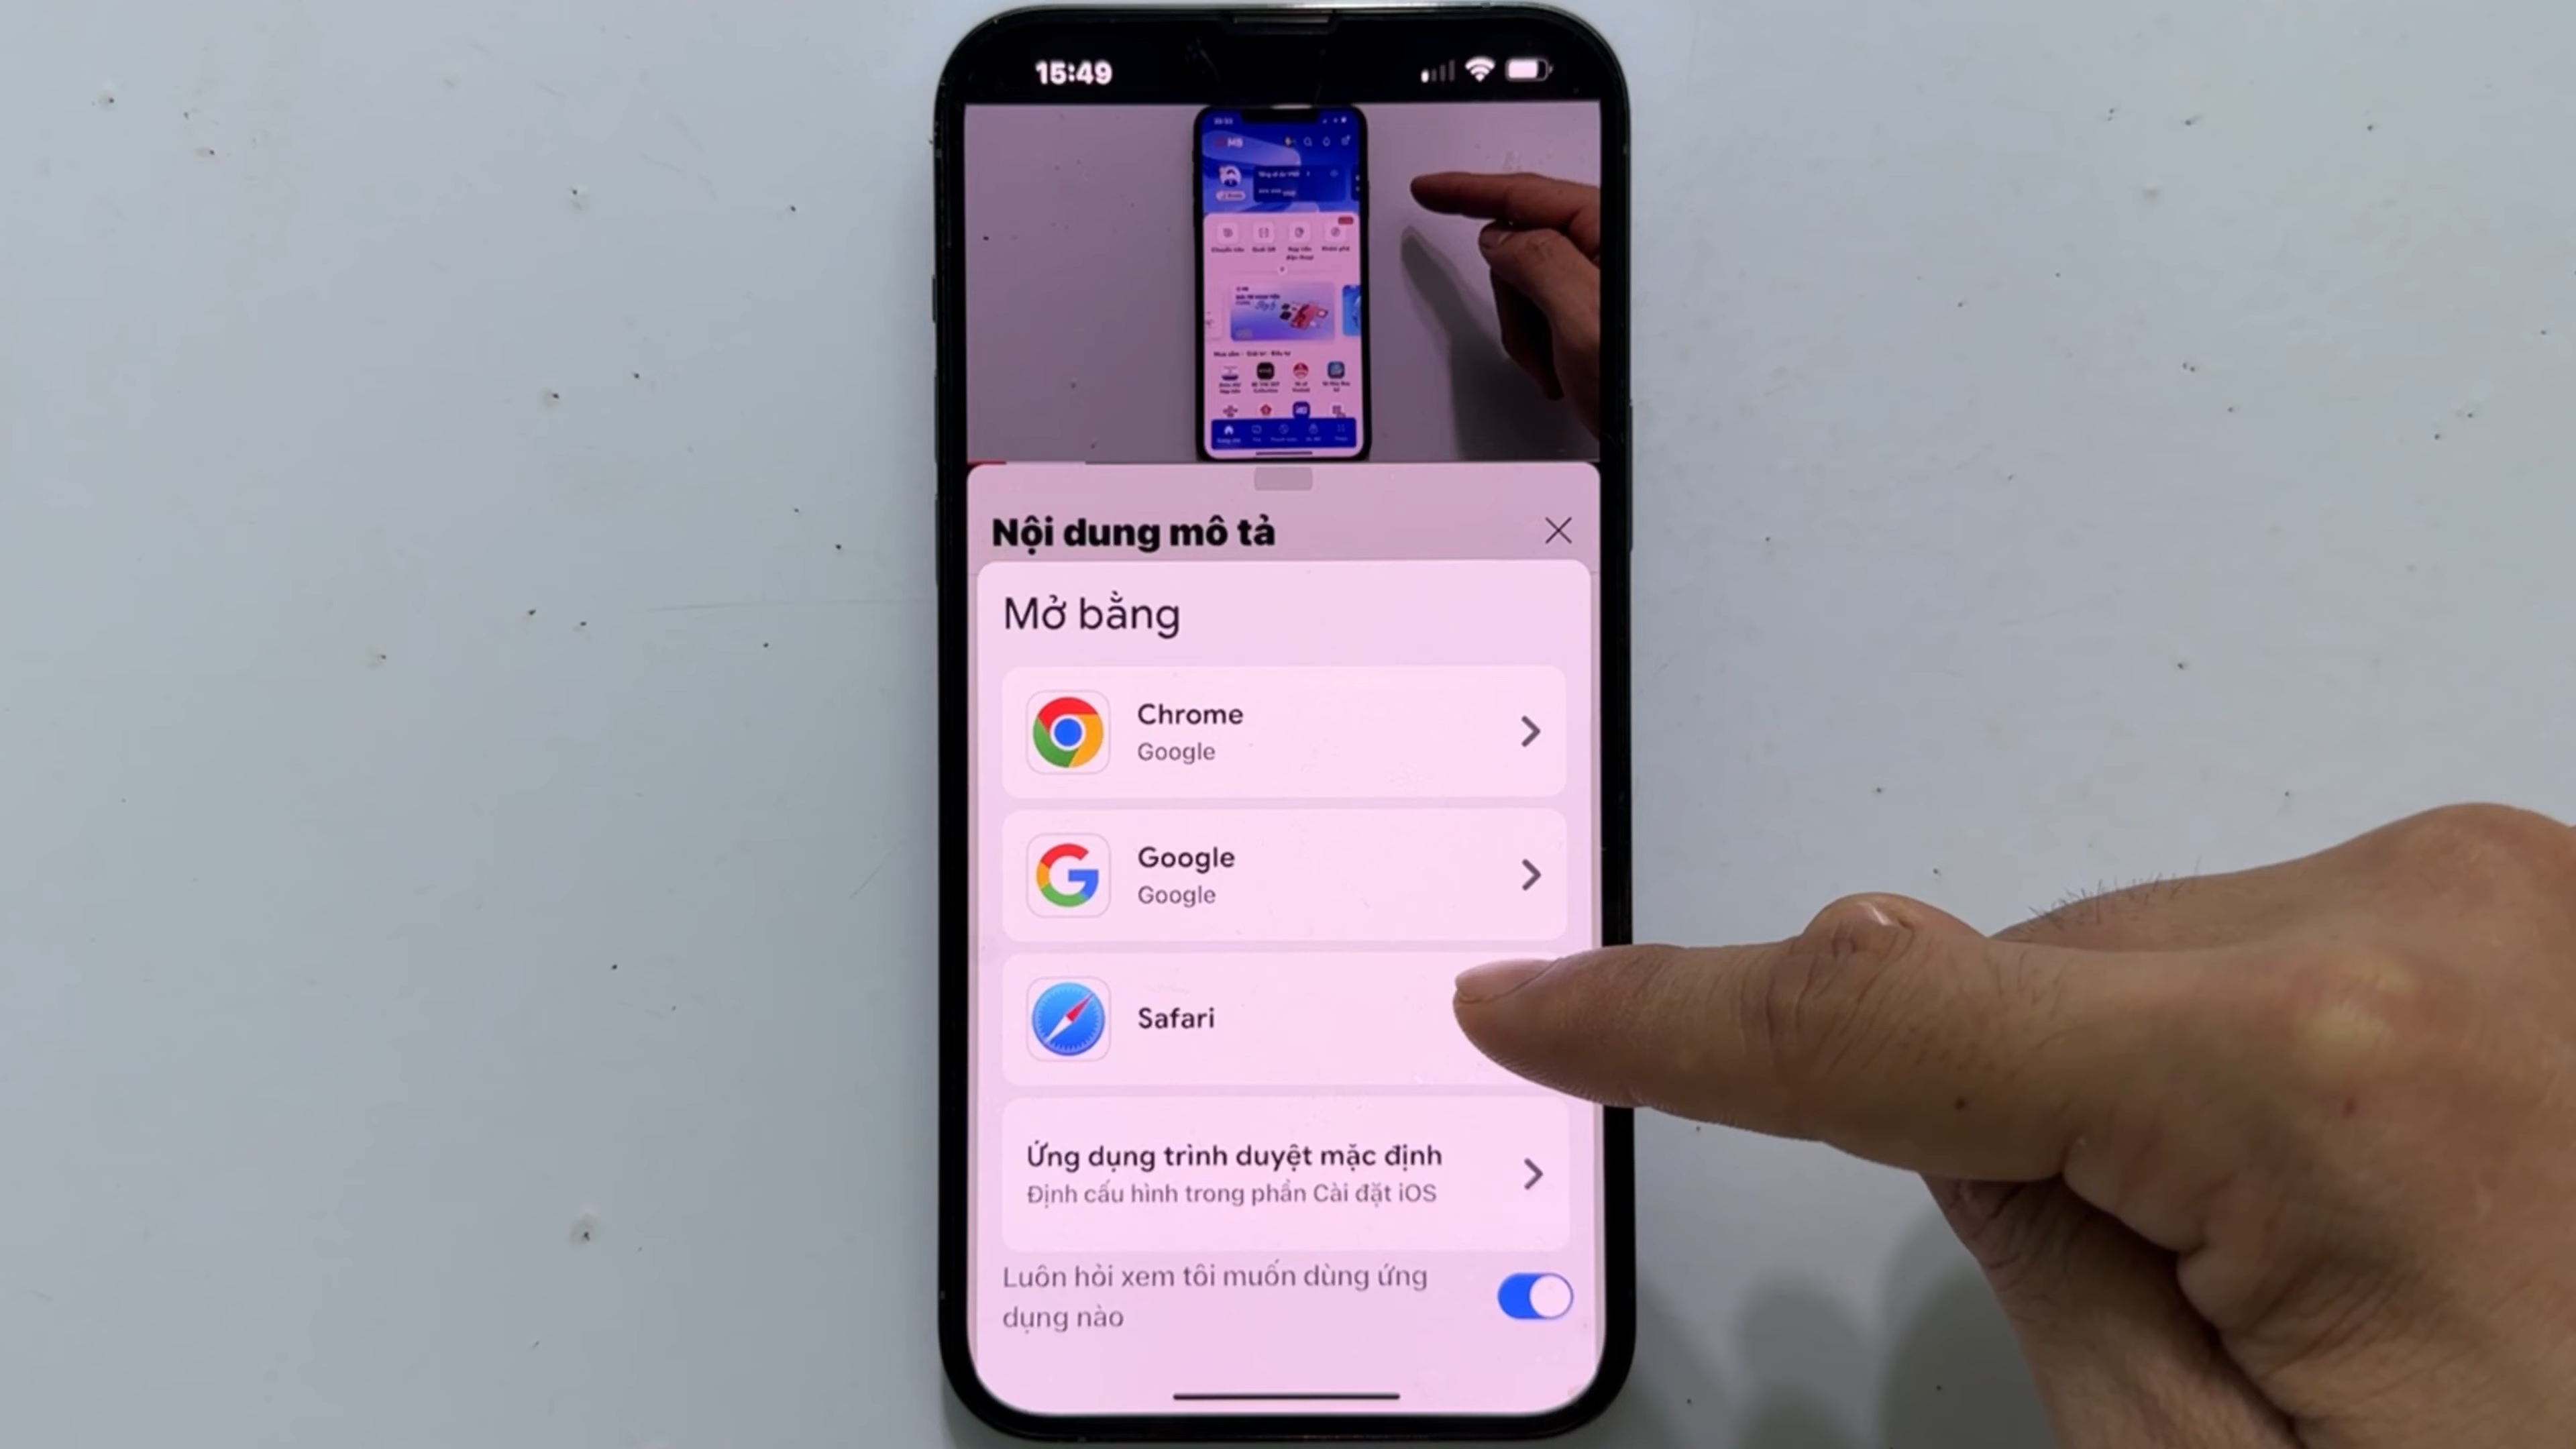 15:49
MB
Nội dung mô tả
Mở bằng
Chrome
Google
Google
Google
Safari
Ứng dụng trình duyệt mặc định
Định cấu hình trong phần Cài đặt iOS
Luôn hỏi xem tôi muốn dùng ứng
dụng nào